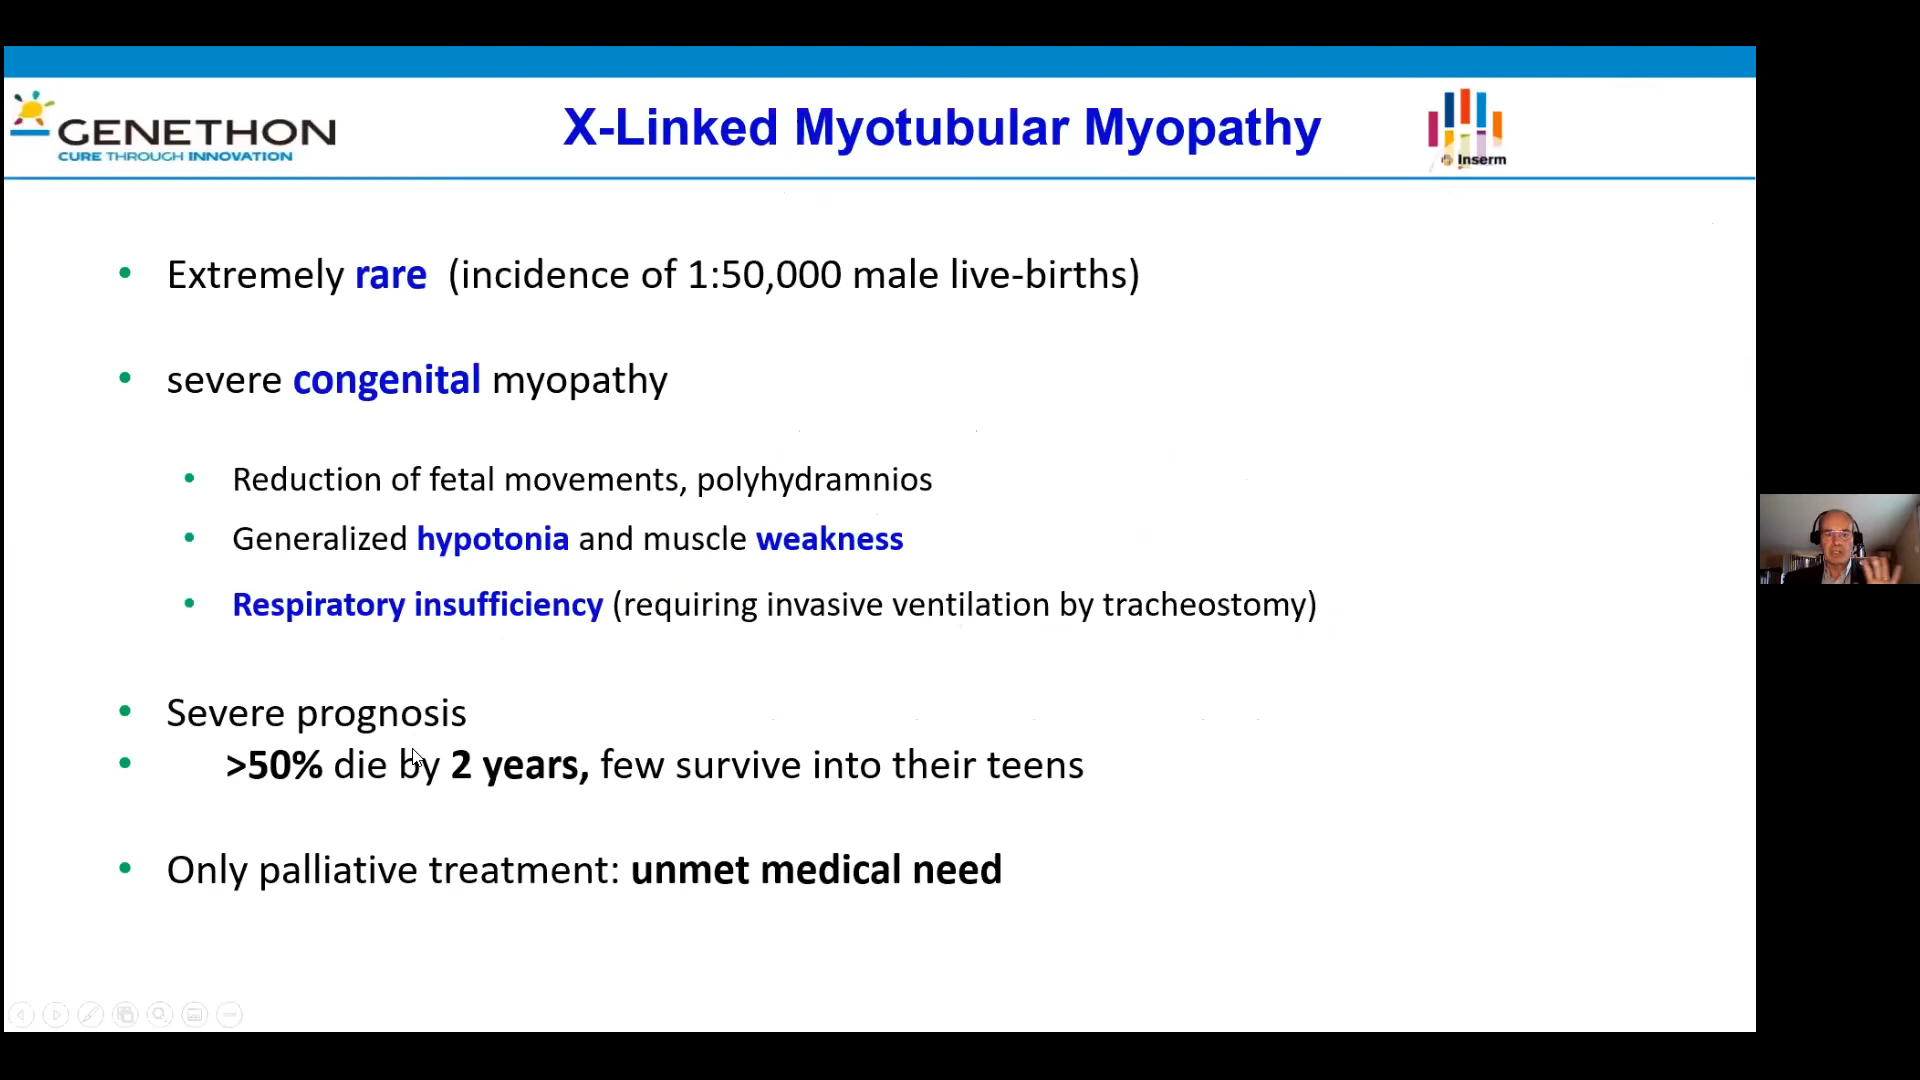 GENETHON
CURE THROUGH INNOVATION
X-Linked Myotubular Myopathy
Inserm
• Extremely rare (incidence of 1:50,000 male live-births)
• severe congenital myopathy
• Reduction of fetal movements, polyhydramnios
• Generalized hypotonia and muscle weakness
• Respiratory insufficiency (requiring invasive ventilation by tracheostomy)
• Severe prognosis
• >50% die by 2 years, few survive into their teens
• Only palliative treatment: unmet medical need